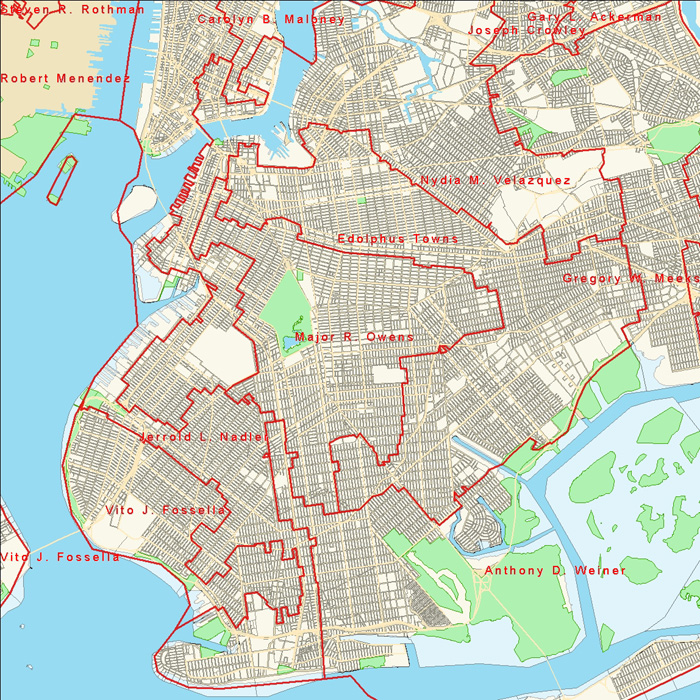 Steven R. Rothman
Carolyn B. Maloney
Gary L. Ackerman
Joseph Crowley
Robert Menendez
Nydia M. Velazquez
Edolphus Towns
Gregory W. Meeks
Major R. Owens
Jerrold L. Nadler
Vito J. Fossella
Vito J. Fossella
Anthony D. Weiner